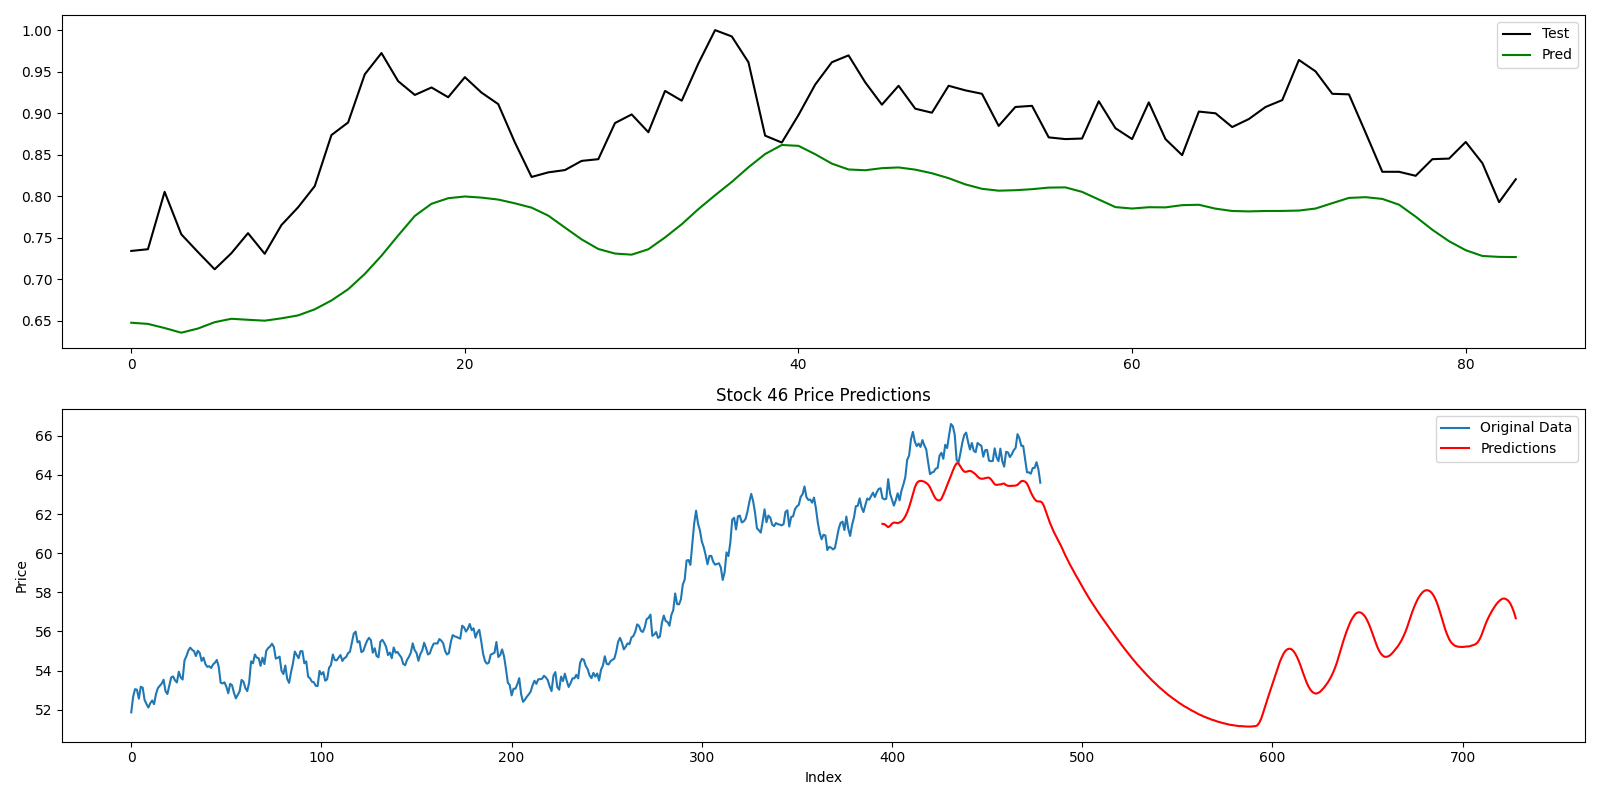 1.00
0.95
0.90
0.85
0.80
0.75
0.70
0.65
Test
Pred
0 20 40 60 80
Stock 46 Price Predictions
66
64
62
60
58
56
54
52
Price
Original Data
Predictions
0 100 200 300 400 500 600 700
Index